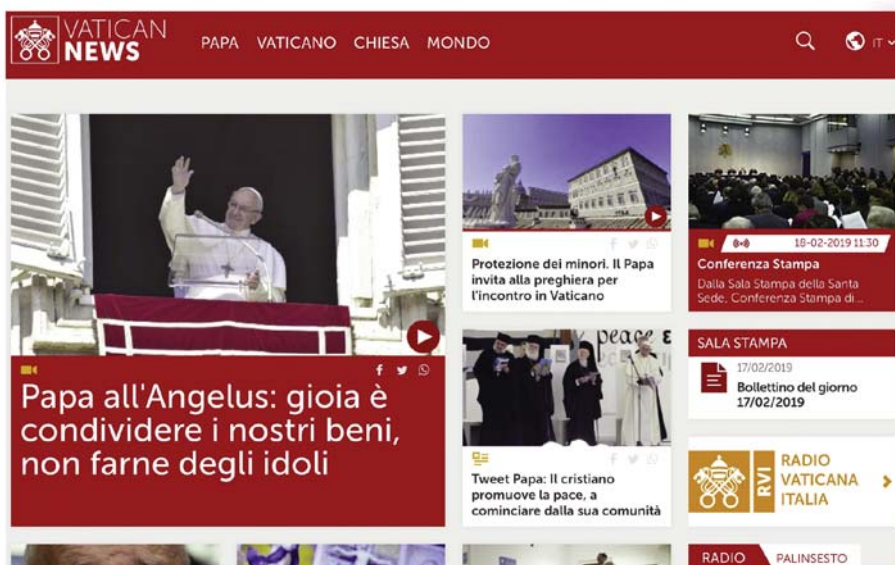 VATICAN
NEWS
PAPA VATICANO CHIESA MONDO
IT
Papa all'Angelus: gioia è
condividere i nostri beni,
non farne degli idoli
Protezione dei minori. Il Papa
invita alla preghiera per
l'incontro in Vaticano
peace
Tweet Papa: Il cristiano
promuove la pace, a
cominciare dalla sua comunità
18-02-2019 11:30
Conferenza Stampa
Dalla Sala Stampa della Santa
Sede, Conferenza Stampa di...
SALA STAMPA
17/02/2019
Bollettino del giorno
17/02/2019
RVI
RADIO
VATICANA
ITALIA
RADIO PALINSESTO